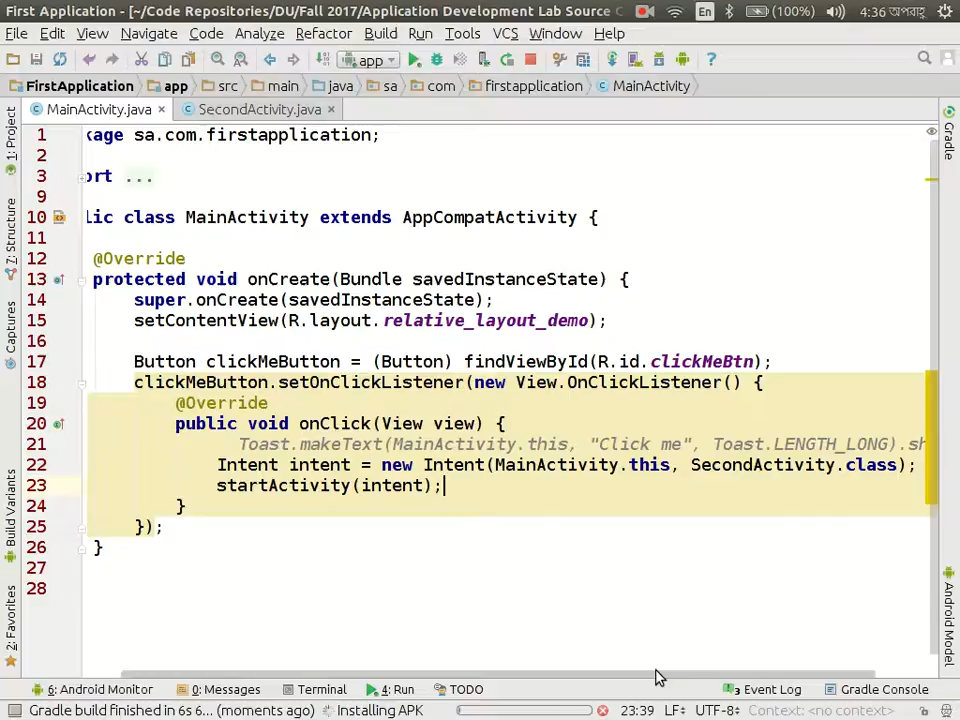 First Application - [~/Code Repositories/DU/Fall 2017/Application Development Lab Source C En (100%) 4:36 অপরাহ্ণ
File Edit View Navigate Code Analyze Refactor Build Run Tools VCS Window Help
app
FirstApplication app src main java sa com firstapplication MainActivity
MainActivity.java SecondActivity.java
1: Project
7: Structure
Captures
Build Variants
2: Favorites
1 kage sa.com.firstapplication;
2
3 ort ...
9
10 lic class MainActivity extends AppCompatActivity {
11
12 @Override
13 protected void onCreate(Bundle savedInstanceState) {
14 super.onCreate(savedInstanceState);
15 setContentView(R.layout.relative_layout_demo);
16
17 Button clickMeButton = (Button) findViewById(R.id.clickMeBtn);
18 clickMeButton.setOnClickListener(new View.OnClickListener() {
19 @Override
20 public void onClick(View view) {
21 Toast.makeText(MainActivity.this, "Click me", Toast.LENGTH_LONG).sh
22 Intent intent = new Intent(MainActivity.this, SecondActivity.class);
23 startActivity(intent);
24 }
25 });
26 }
27
28
Gradle
Android Model
6: Android Monitor 0: Messages Terminal 4: Run TODO 3 Event Log Gradle Console
Gradle build finished in 6s 6... (moments ago) Installing APK 23:39 LF UTF-8 Context: <no context>